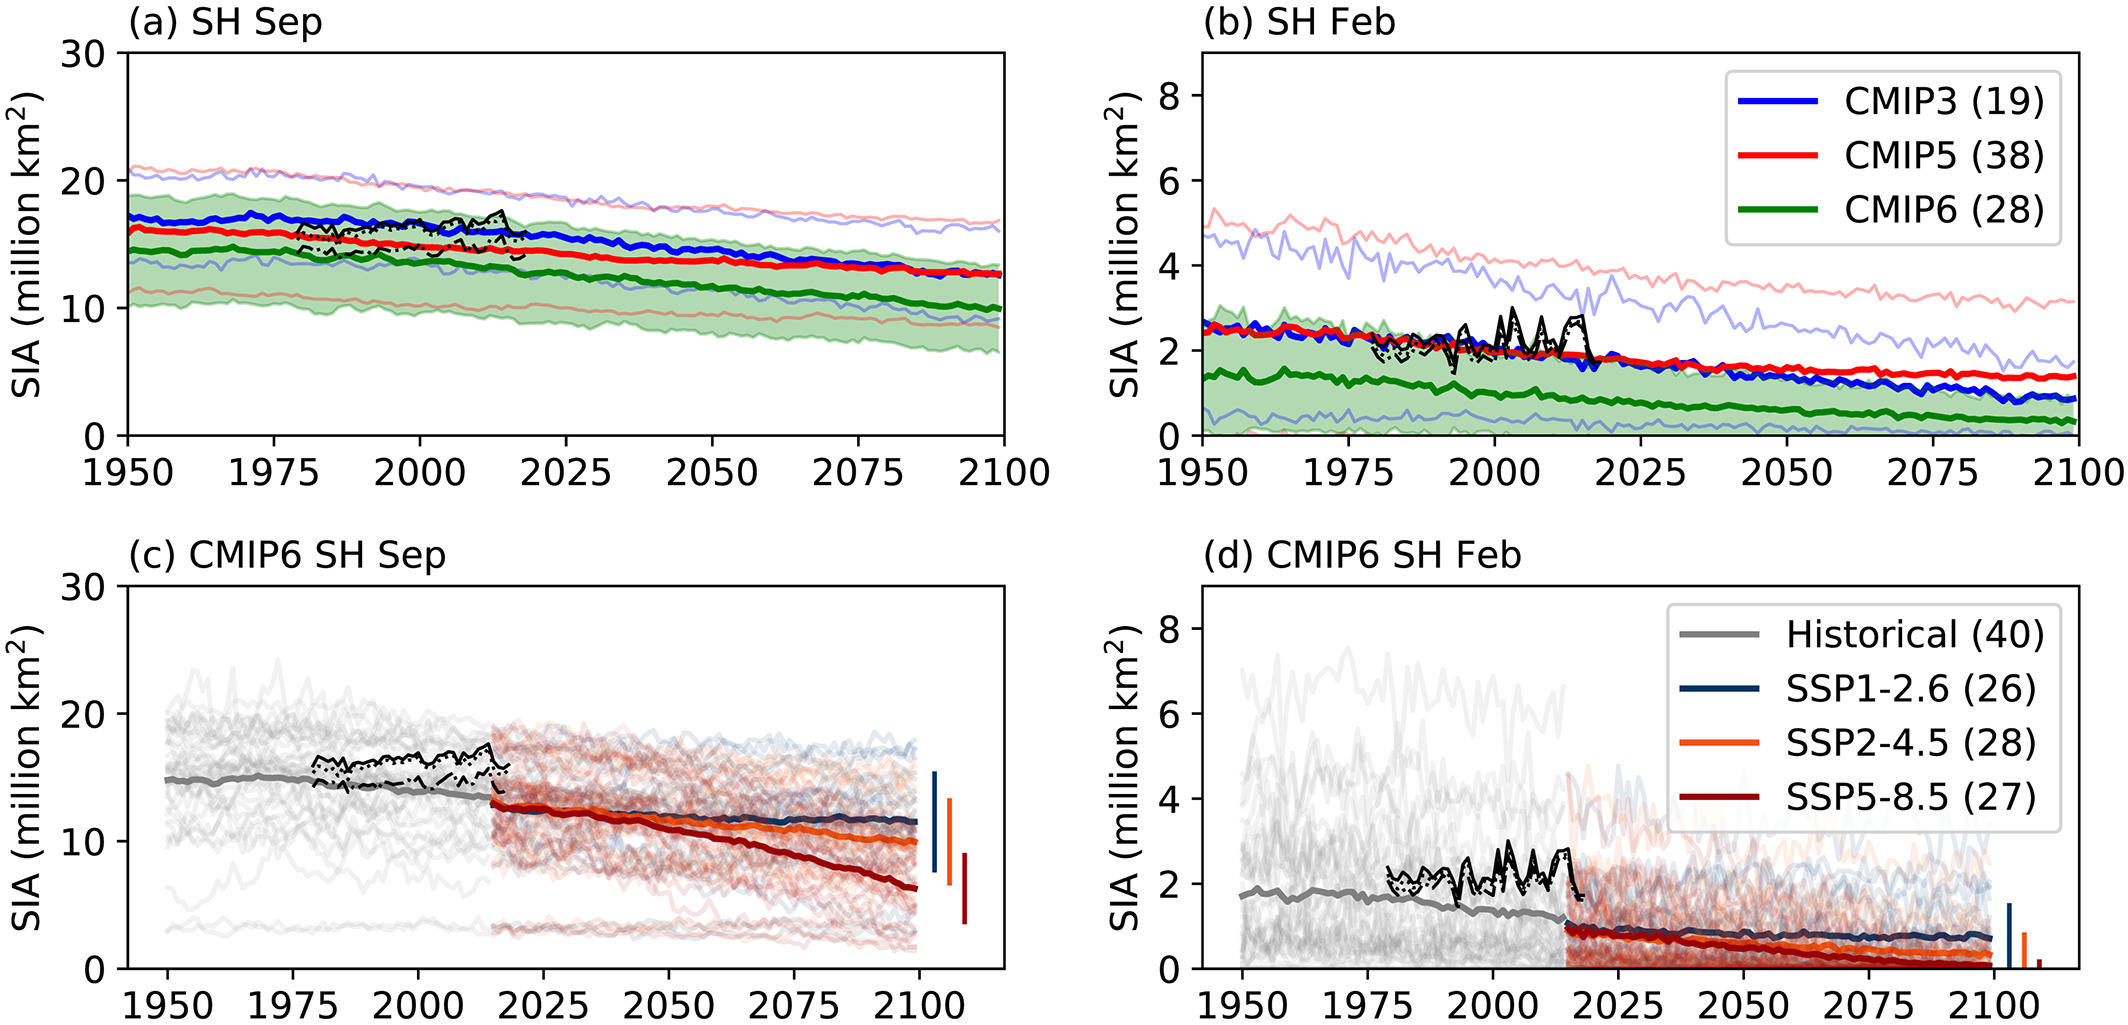 (a) SH Sep
SIA (million km²)
30
20
10
0
1950 1975 2000 2025 2050 2075 2100
(b) SH Feb
SIA (million km²)
8
6
4
2
0
1950 1975 2000 2025 2050 2075 2100
CMIP3 (19)
CMIP5 (38)
CMIP6 (28)
(c) CMIP6 SH Sep
SIA (million km²)
30
20
10
0
1950 1975 2000 2025 2050 2075 2100
(d) CMIP6 SH Feb
SIA (million km²)
8
6
4
2
0
1950 1975 2000 2025 2050 2075 2100
Historical (40)
SSP1-2.6 (26)
SSP2-4.5 (28)
SSP5-8.5 (27)